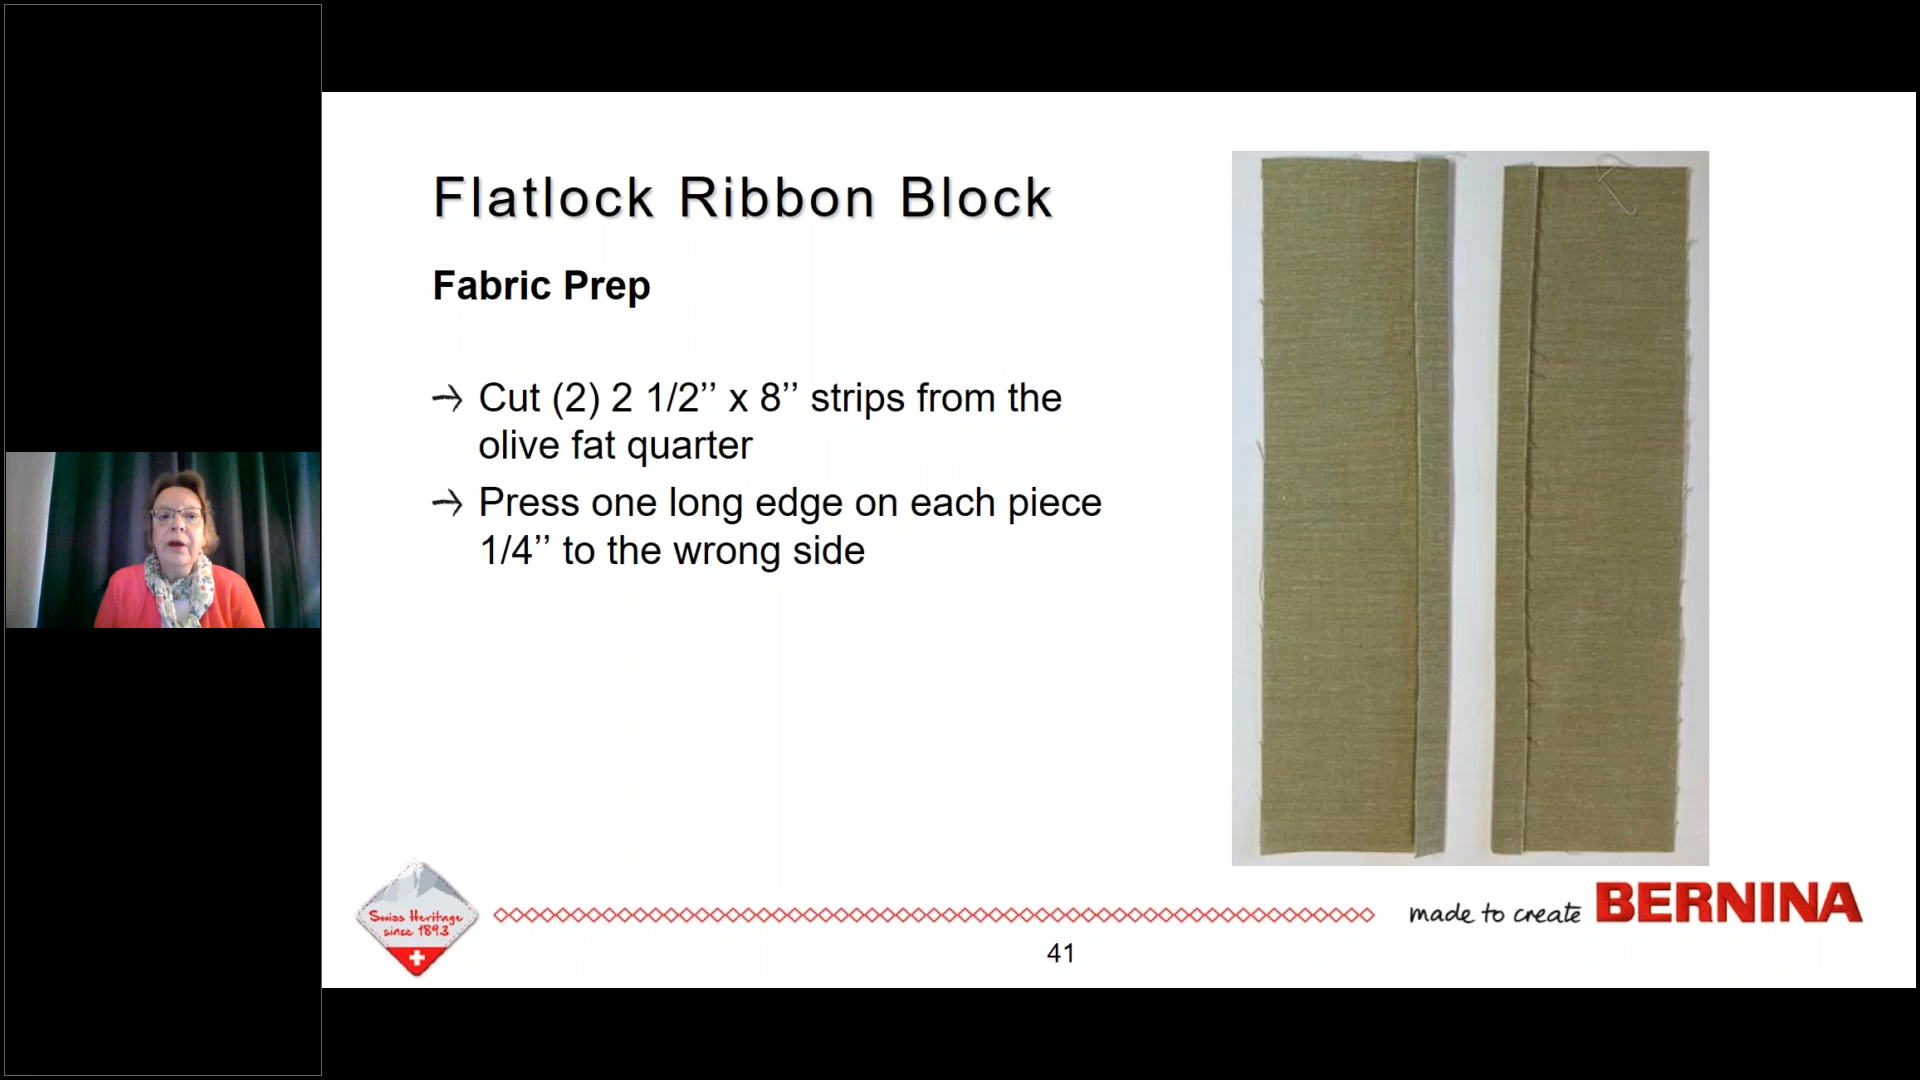 Flatlock Ribbon Block
Fabric Prep
→ Cut (2) 2 1/2’’ x 8’’ strips from the
olive fat quarter
→ Press one long edge on each piece
1/4’’ to the wrong side
Swiss Heritage
since 1893
made to create BERNINA
41